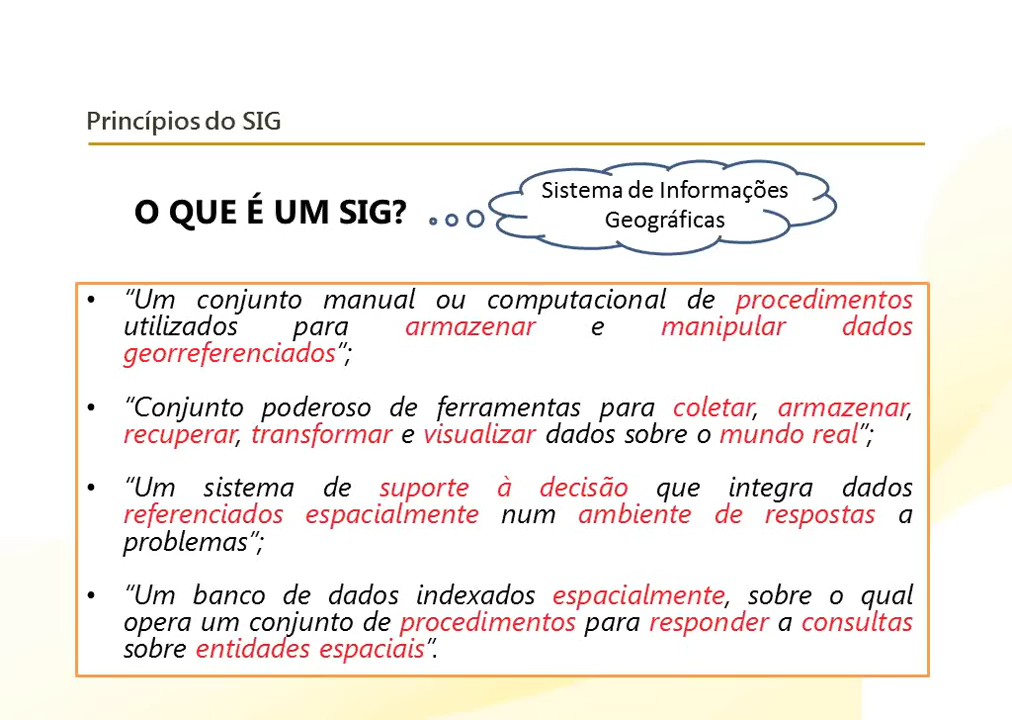 Princípios do SIG
O QUE É UM SIG?
Sistema de Informações
Geográficas
• “Um conjunto manual ou computacional de procedimentos
utilizados para armazenar e manipular dados
georreferenciados”;
• “Conjunto poderoso de ferramentas para coletar, armazenar,
recuperar, transformar e visualizar dados sobre o mundo real”;
• “Um sistema de suporte à decisão que integra dados
referenciados espacialmente num ambiente de respostas a
problemas”;
• “Um banco de dados indexados espacialmente, sobre o qual
opera um conjunto de procedimentos para responder a consultas
sobre entidades espaciais”.